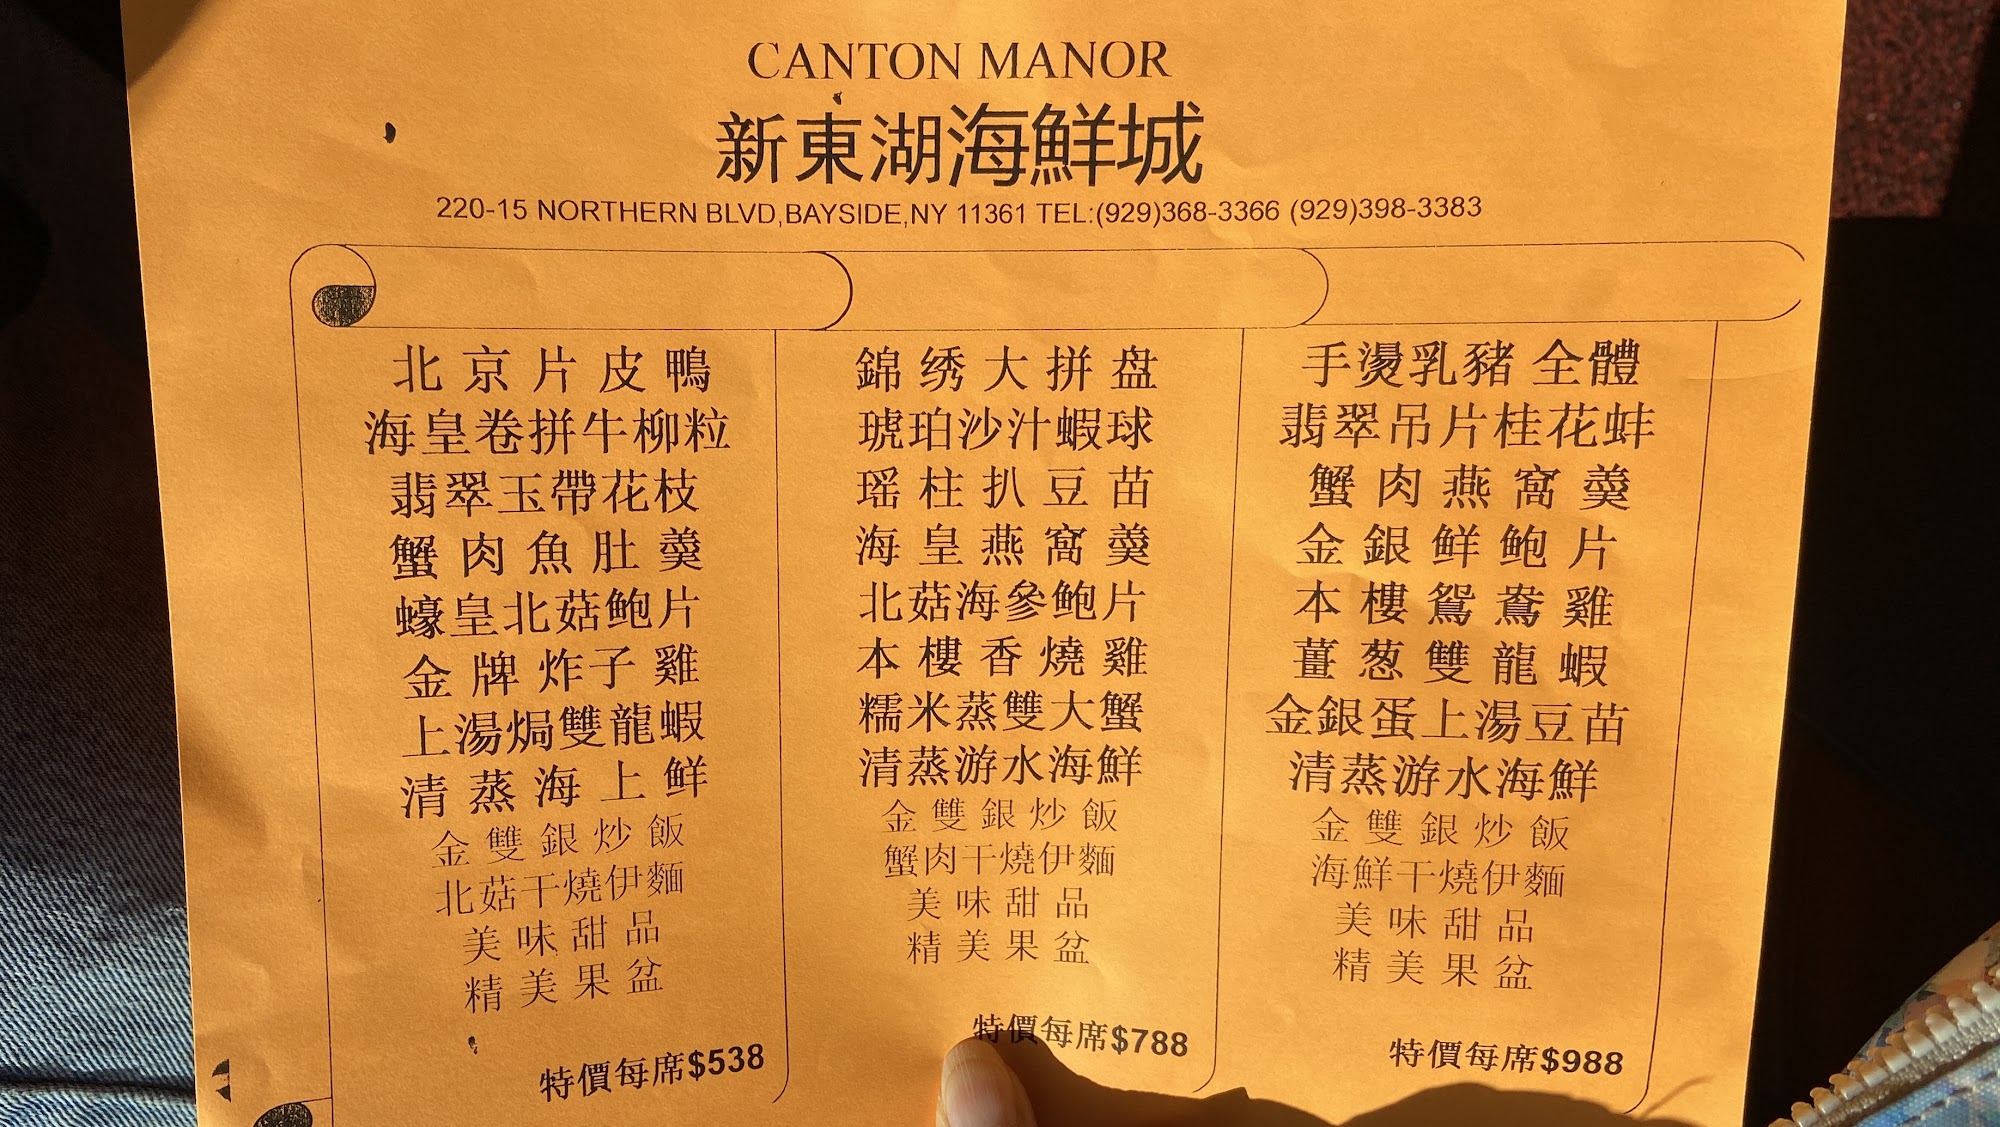 CANTON MANOR
新東湖海鮮城
220-15 NORTHERN BLVD,BAYSIDE,NY 11361 TEL:(929)368-3366 (929)398-3383
北京片皮鴨
海皇卷拼牛柳粒
翡翠玉帶花枝
蟹肉魚肚羹
蠔皇北菇鲍片
金牌炸子雞
上湯焗雙龍蝦
清蒸海上鲜
金雙銀炒飯
北菇干燒伊麵
美味甜品
精美果盆
特價每席$538
錦绣大拼盘
琥珀沙汁蝦球
瑶柱扒豆苗
海皇燕窩羹
北菇海參鲍片
本樓香燒雞
糯米蒸雙大蟹
清蒸游水海鮮
金雙銀炒飯
蟹肉干燒伊麵
美味甜品
精美果盆
特價每席$788
手燙乳豬全體
翡翠吊片桂花蚌
蟹肉燕窩羹
金銀鲜鲍片
本樓鴛鴦雞
薑葱雙龍蝦
金銀蛋上湯豆苗
清蒸游水海鮮
金雙銀炒飯
海鮮干燒伊麵
美味甜品
精美果盆
特價每席$988